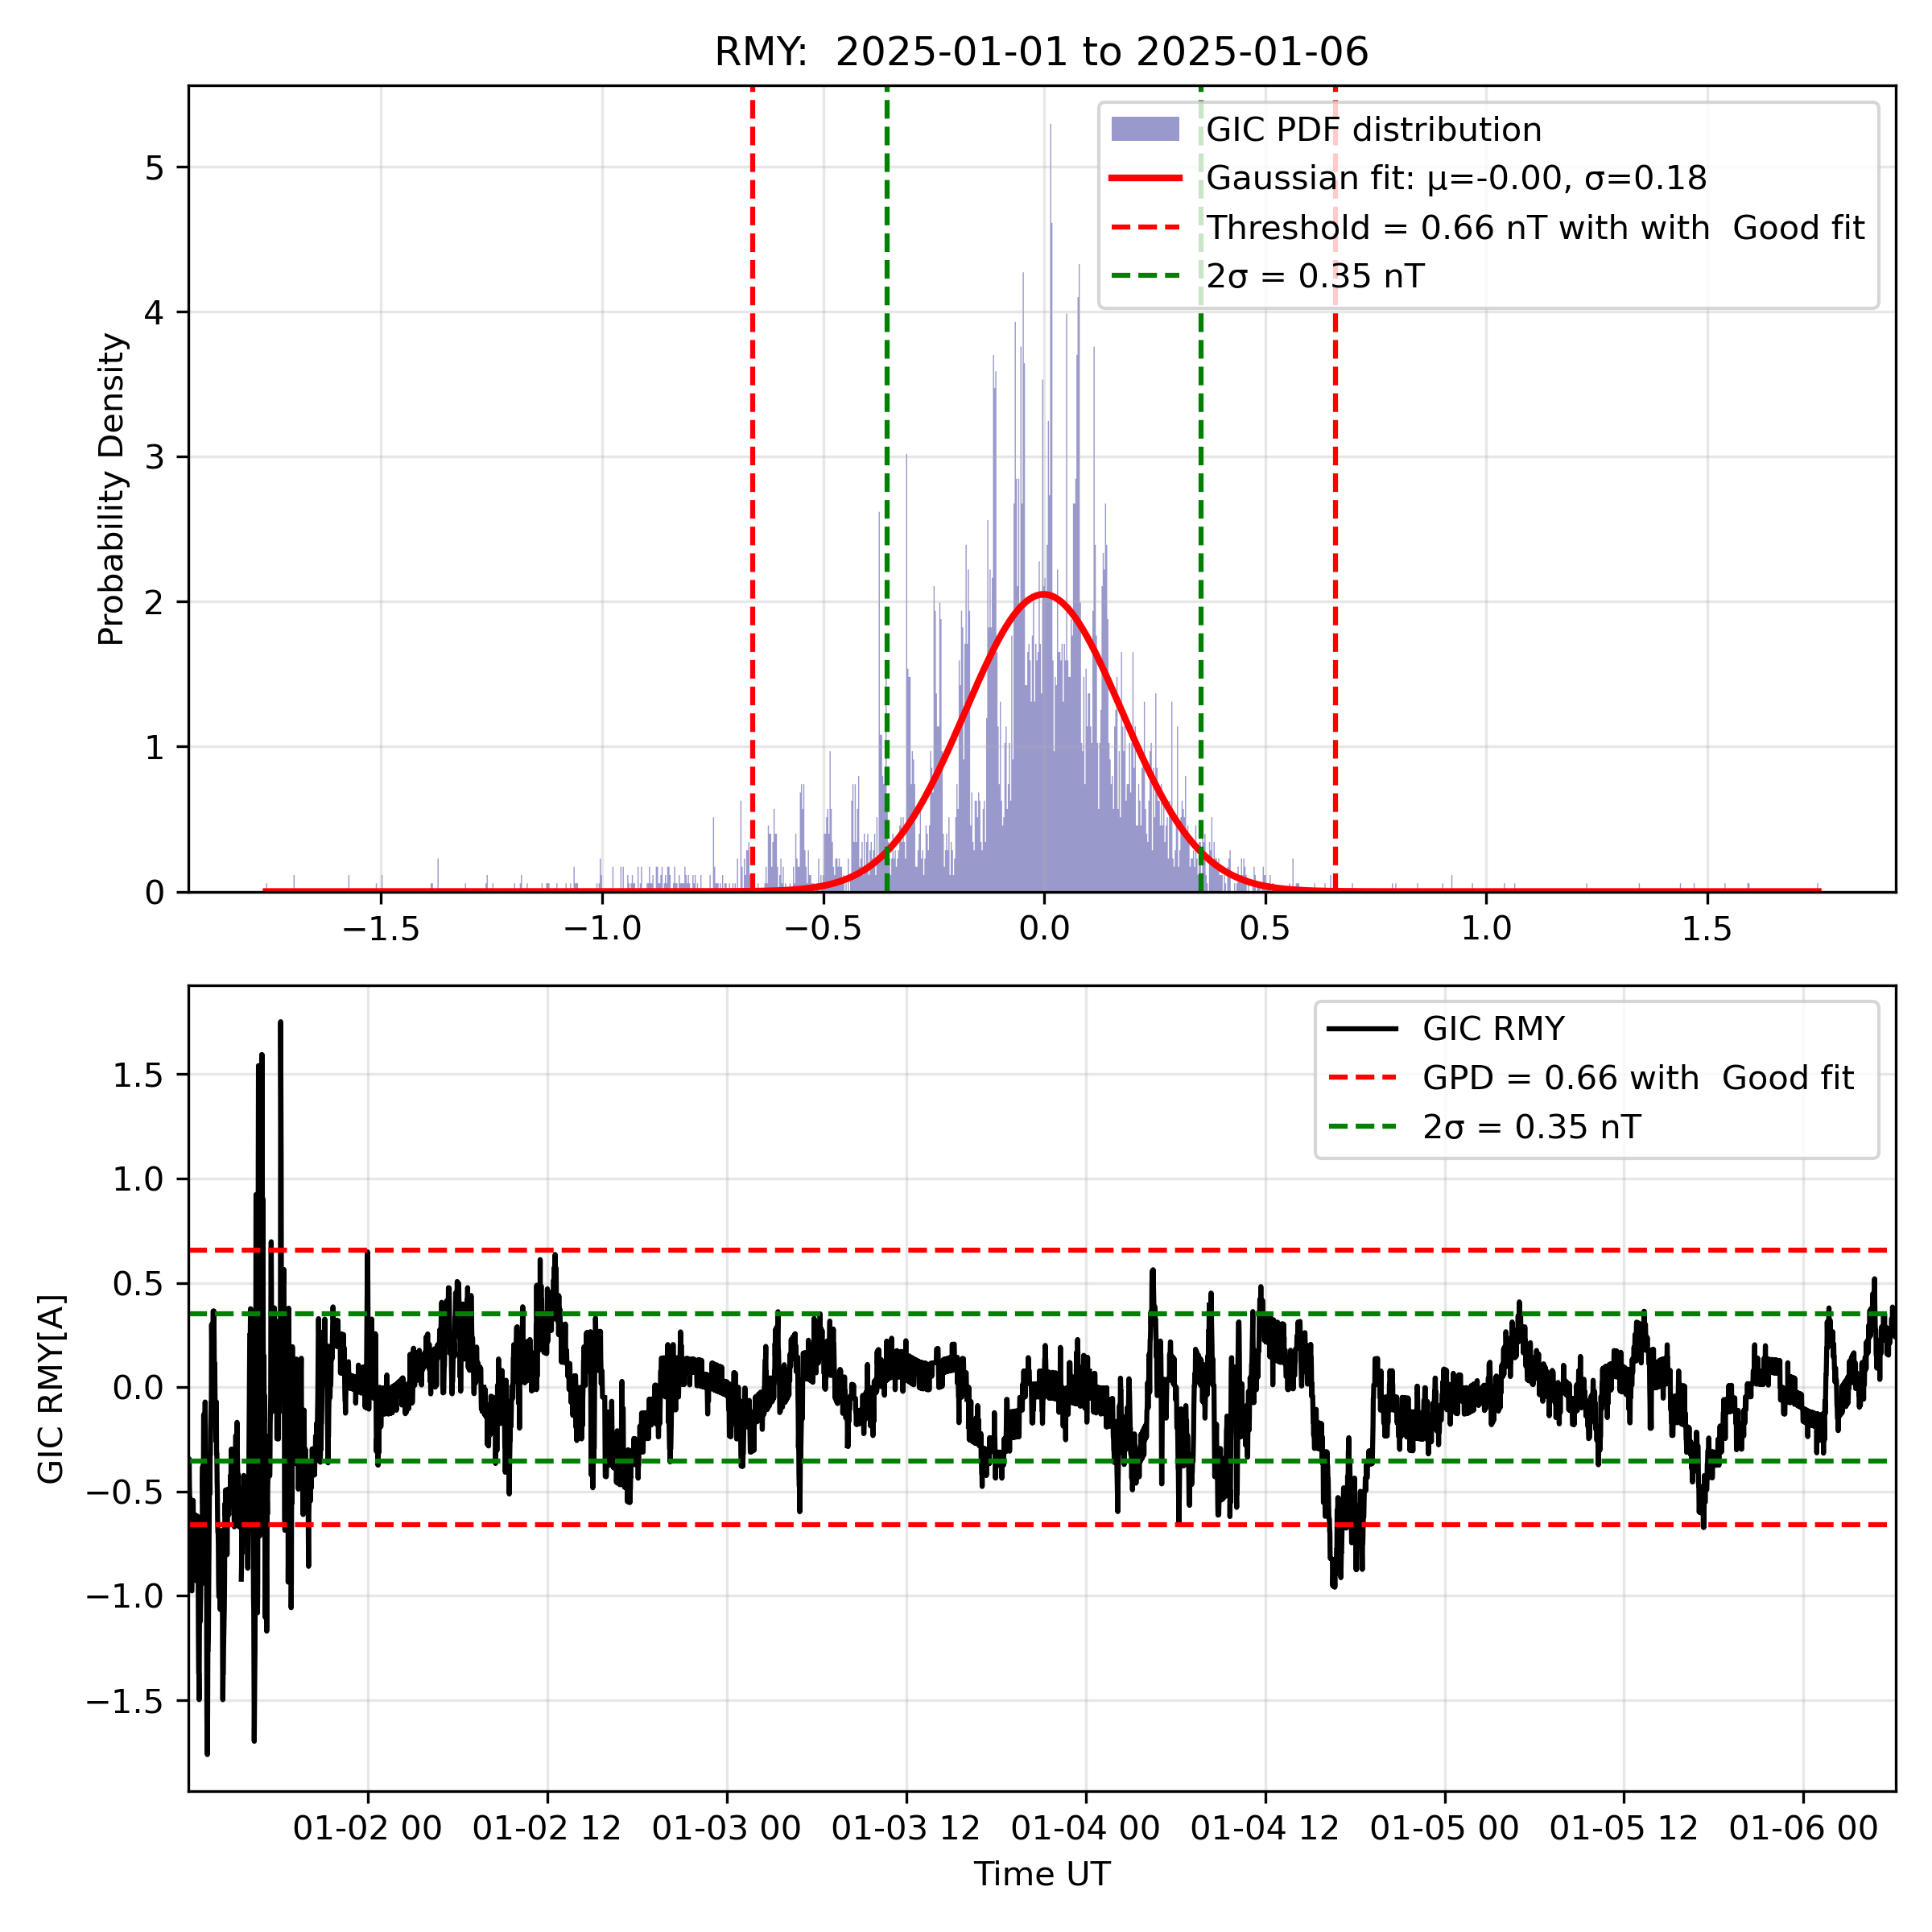 RMY:  2025-01-01 to 2025-01-06
GIC PDF distribution
Gaussian fit: μ=-0.00, σ=0.18
Threshold = 0.66 nT with with  Good fit
2σ = 0.35 nT
Probability Density
5
4
3
2
1
0
−1.5
−1.0
−0.5
0.0
0.5
1.0
1.5
GIC RMY
GPD = 0.66 with  Good fit
2σ = 0.35 nT
GIC RMY[A]
1.5
1.0
0.5
0.0
−0.5
−1.0
−1.5
01-02 00
01-02 12
01-03 00
01-03 12
01-04 00
01-04 12
01-05 00
01-05 12
01-06 00
Time UT